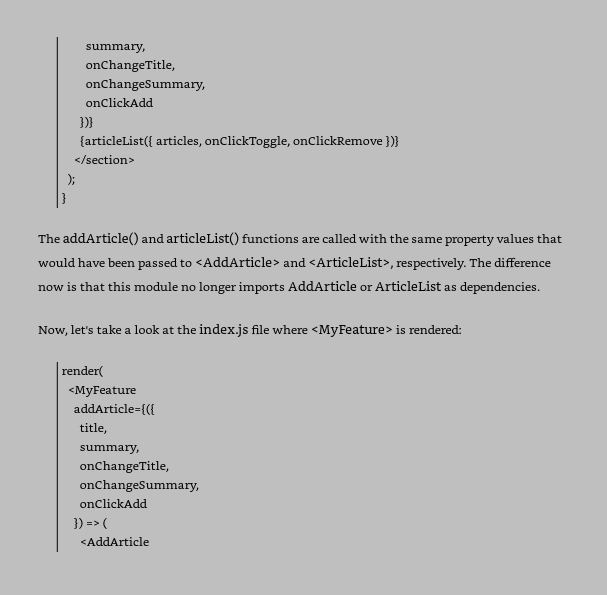 summary,
onChangeTitle,
onChangeSummary,
onClickAdd
})}
{articleList({ articles, onClickToggle, onClickRemove })}
</section>
);
}
The addArticle() and articleList() functions are called with the same property values that
would have been passed to <AddArticle> and <ArticleList>, respectively. The difference
now is that this module no longer imports AddArticle or ArticleList as dependencies.
Now, let's take a look at the index.js file where <MyFeature> is rendered:
render(
<MyFeature
addArticle={({
title,
summary,
onChangeTitle,
onChangeSummary,
onClickAdd
}) => (
<AddArticle